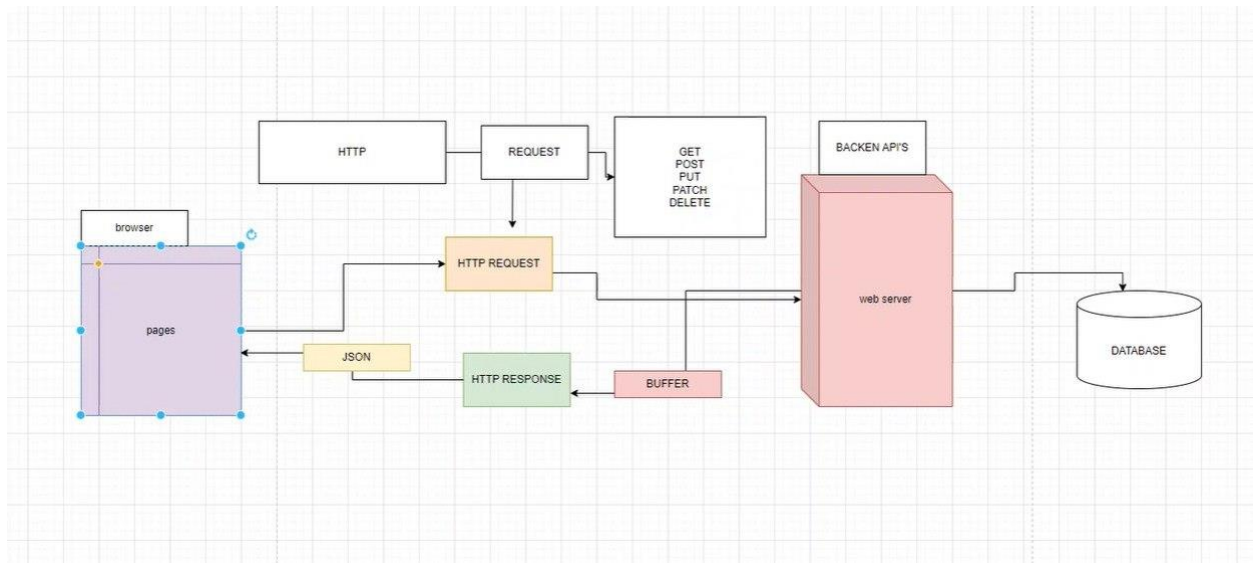 HTTP
REQUEST
GET
POST
PUT
PATCH
DELETE
BACKEN API'S
browser
HTTP REQUEST
pages
web server
JSON
HTTP RESPONSE
BUFFER
DATABASE